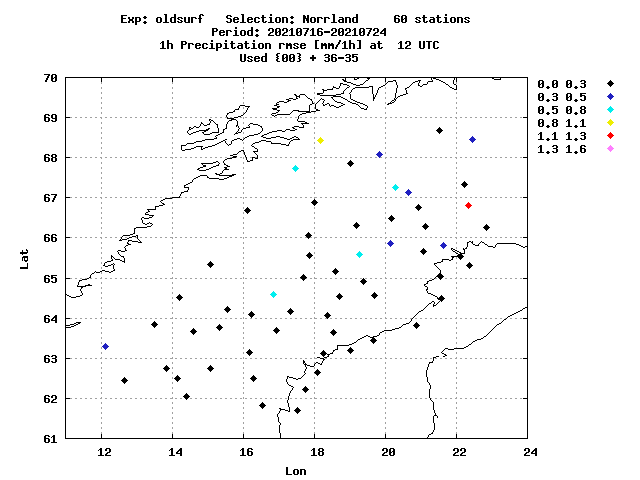 Exp: oldsurf Selection: Norrland 60 stations
Period: 20210716-20210724
1h Precipitation rmse [mm/1h] at 12 UTC
Used {00} + 36-35
0.0 0.3
0.3 0.5
0.5 0.8
0.8 1.1
1.1 1.3
1.3 1.6
70
69
68
67
66
65
64
63
62
61
Lat
12 14 16 18 20 22 24
Lon